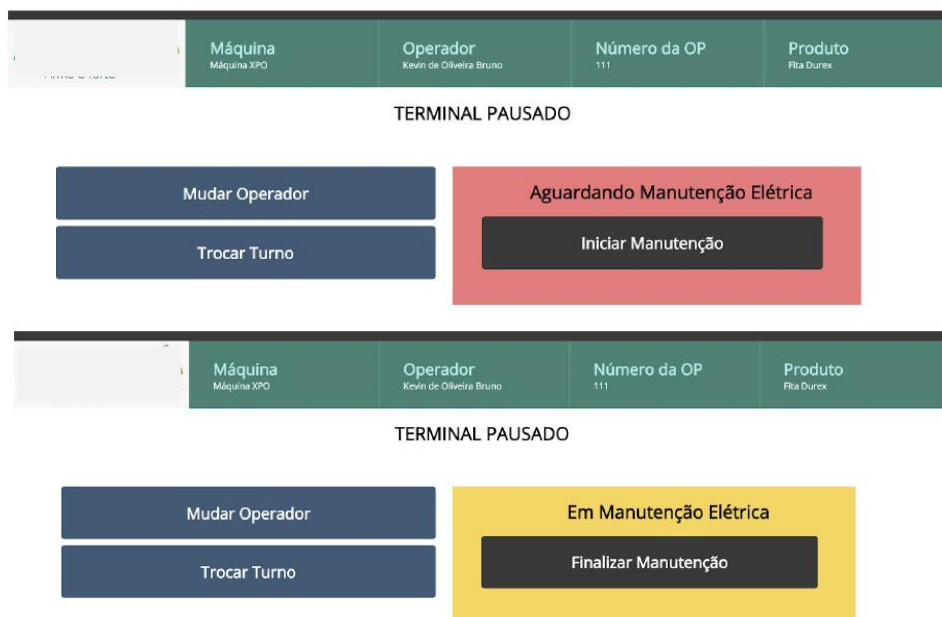 Máquina
Máquina XPO
Operador
Kevin de Oliveira Bruno
Número da OP
111
Produto
Fita Durex
TERMINAL PAUSADO
Mudar Operador
Trocar Turno
Aguardando Manutenção Elétrica
Iniciar Manutenção
Máquina
Máquina XPO
Operador
Kevin de Oliveira Bruno
Número da OP
111
Produto
Fita Durex
TERMINAL PAUSADO
Mudar Operador
Trocar Turno
Em Manutenção Elétrica
Finalizar Manutenção